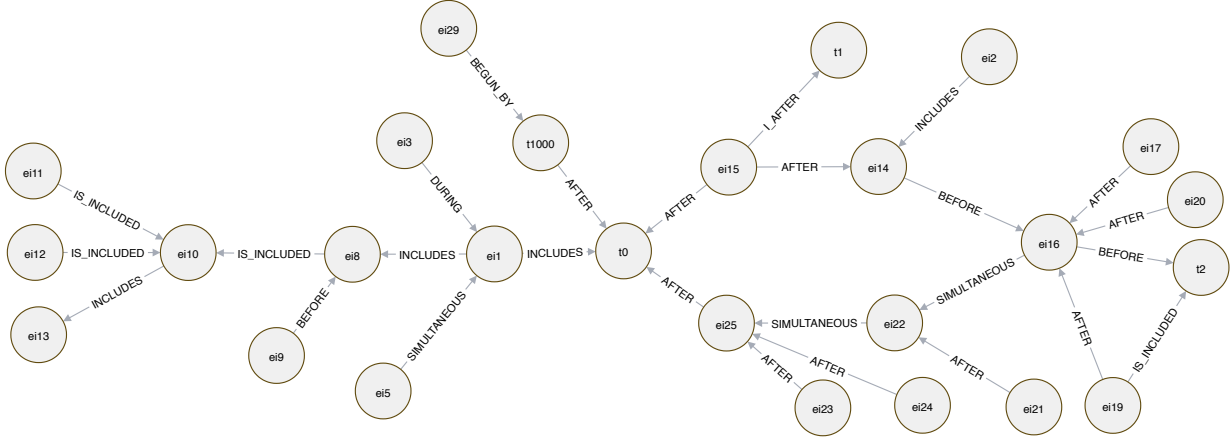 ei29
t1
ei2
BEGUN_BY
I_AFTER
INCLUDES
ei3
t1000
ei17
ei11
ei15
AFTER
ei14
AFTER
IS_INCLUDED
DURING
AFTER
AFTER
BEFORE
ei20
AFTER
ei12
IS_INCLUDED
ei10
IS_INCLUDED
ei8
INCLUDES
ei1
INCLUDES
t0
ei16
BEFORE
t2
INCLUDES
BEFORE
SIMULTANEOUS
AFTER
SIMULTANEOUS
ei13
ei25
SIMULTANEOUS
ei22
AFTER
IS_INCLUDED
ei9
AFTER
AFTER
AFTER
ei5
ei23
ei24
ei21
ei19